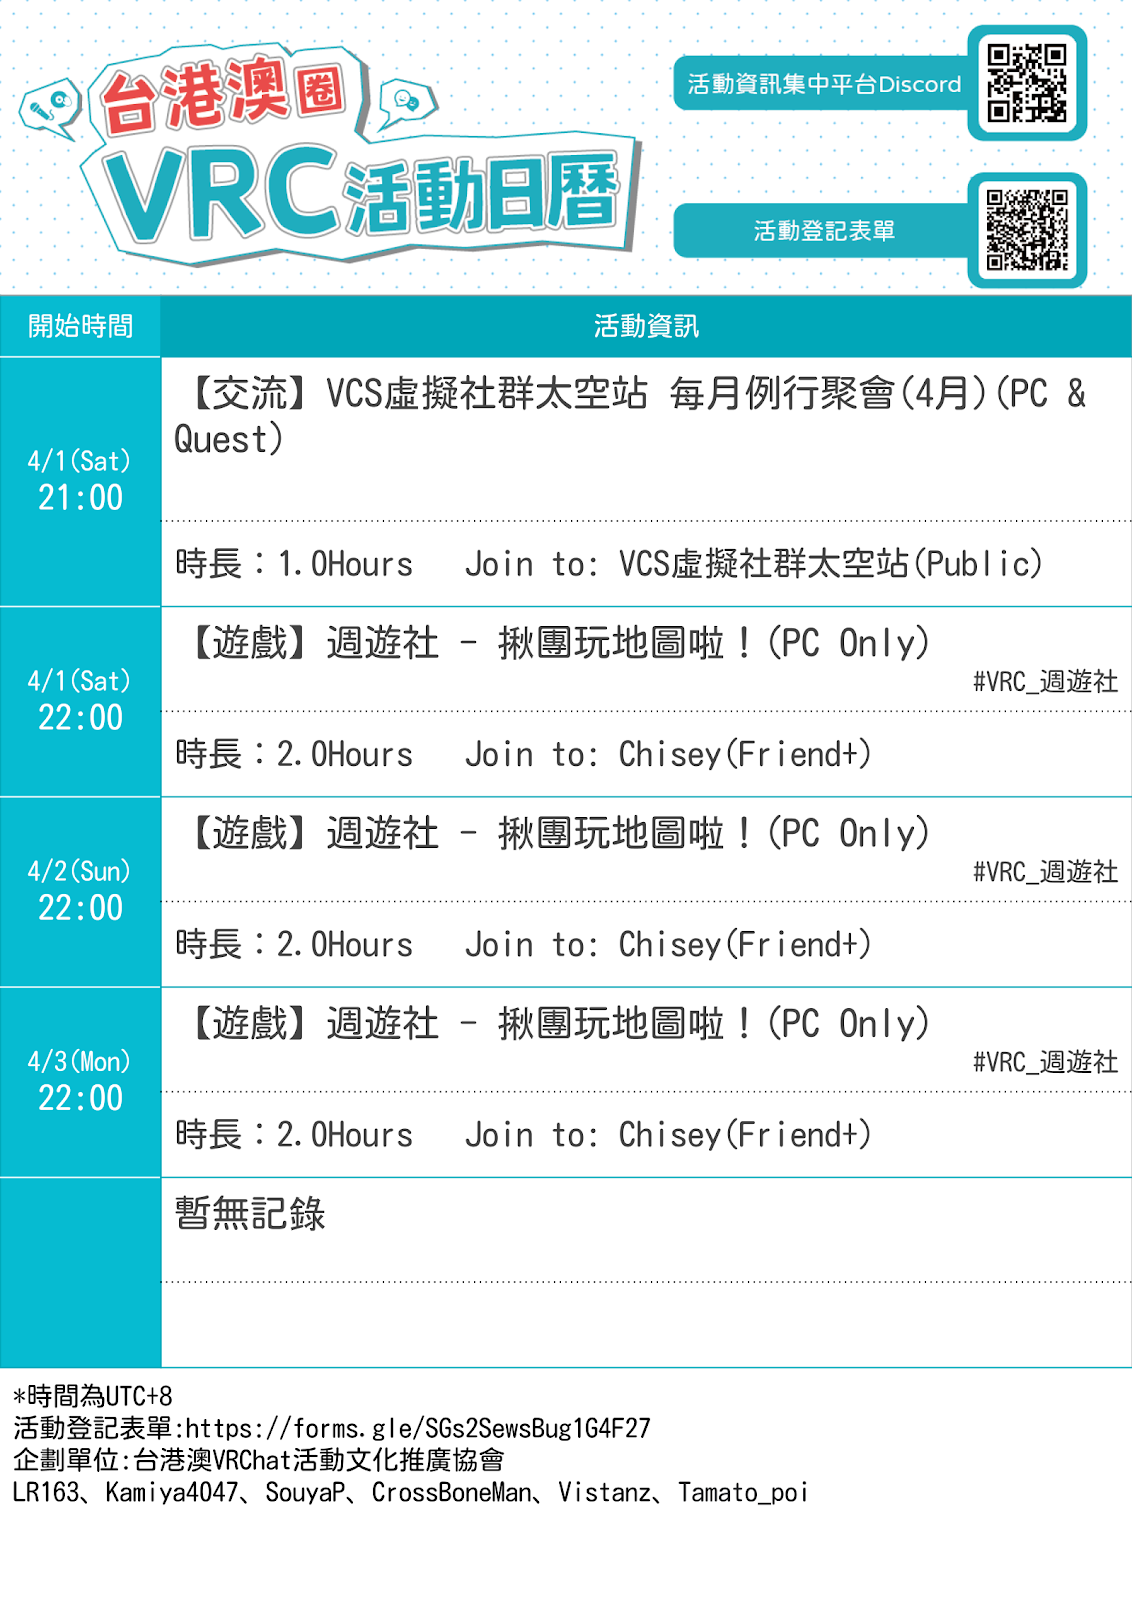 台港澳圈
VRC活動日曆
活動資訊集中平台Discord
活動登記表單
開始時間
活動資訊
4/1(Sat)
21:00
【交流】VCS虛擬社群太空站 每月例行聚會(4月)(PC &
Quest)
時長：1.0Hours Join to: VCS虛擬社群太空站(Public)
4/1(Sat)
22:00
【遊戲】週遊社 - 揪團玩地圖啦！(PC Only)
#VRC_週遊社
時長：2.0Hours Join to: Chisey(Friend+)
4/2(Sun)
22:00
【遊戲】週遊社 - 揪團玩地圖啦！(PC Only)
#VRC_週遊社
時長：2.0Hours Join to: Chisey(Friend+)
4/3(Mon)
22:00
【遊戲】週遊社 - 揪團玩地圖啦！(PC Only)
#VRC_週遊社
時長：2.0Hours Join to: Chisey(Friend+)
暫無記錄
*時間為UTC+8
活動登記表單:https://forms.gle/SGs2SewsBug1G4F27
企劃單位:台港澳VRChat活動文化推廣協會
LR163、Kamiya4047、SouyaP、CrossBoneMan、Vistanz、Tamato_poi